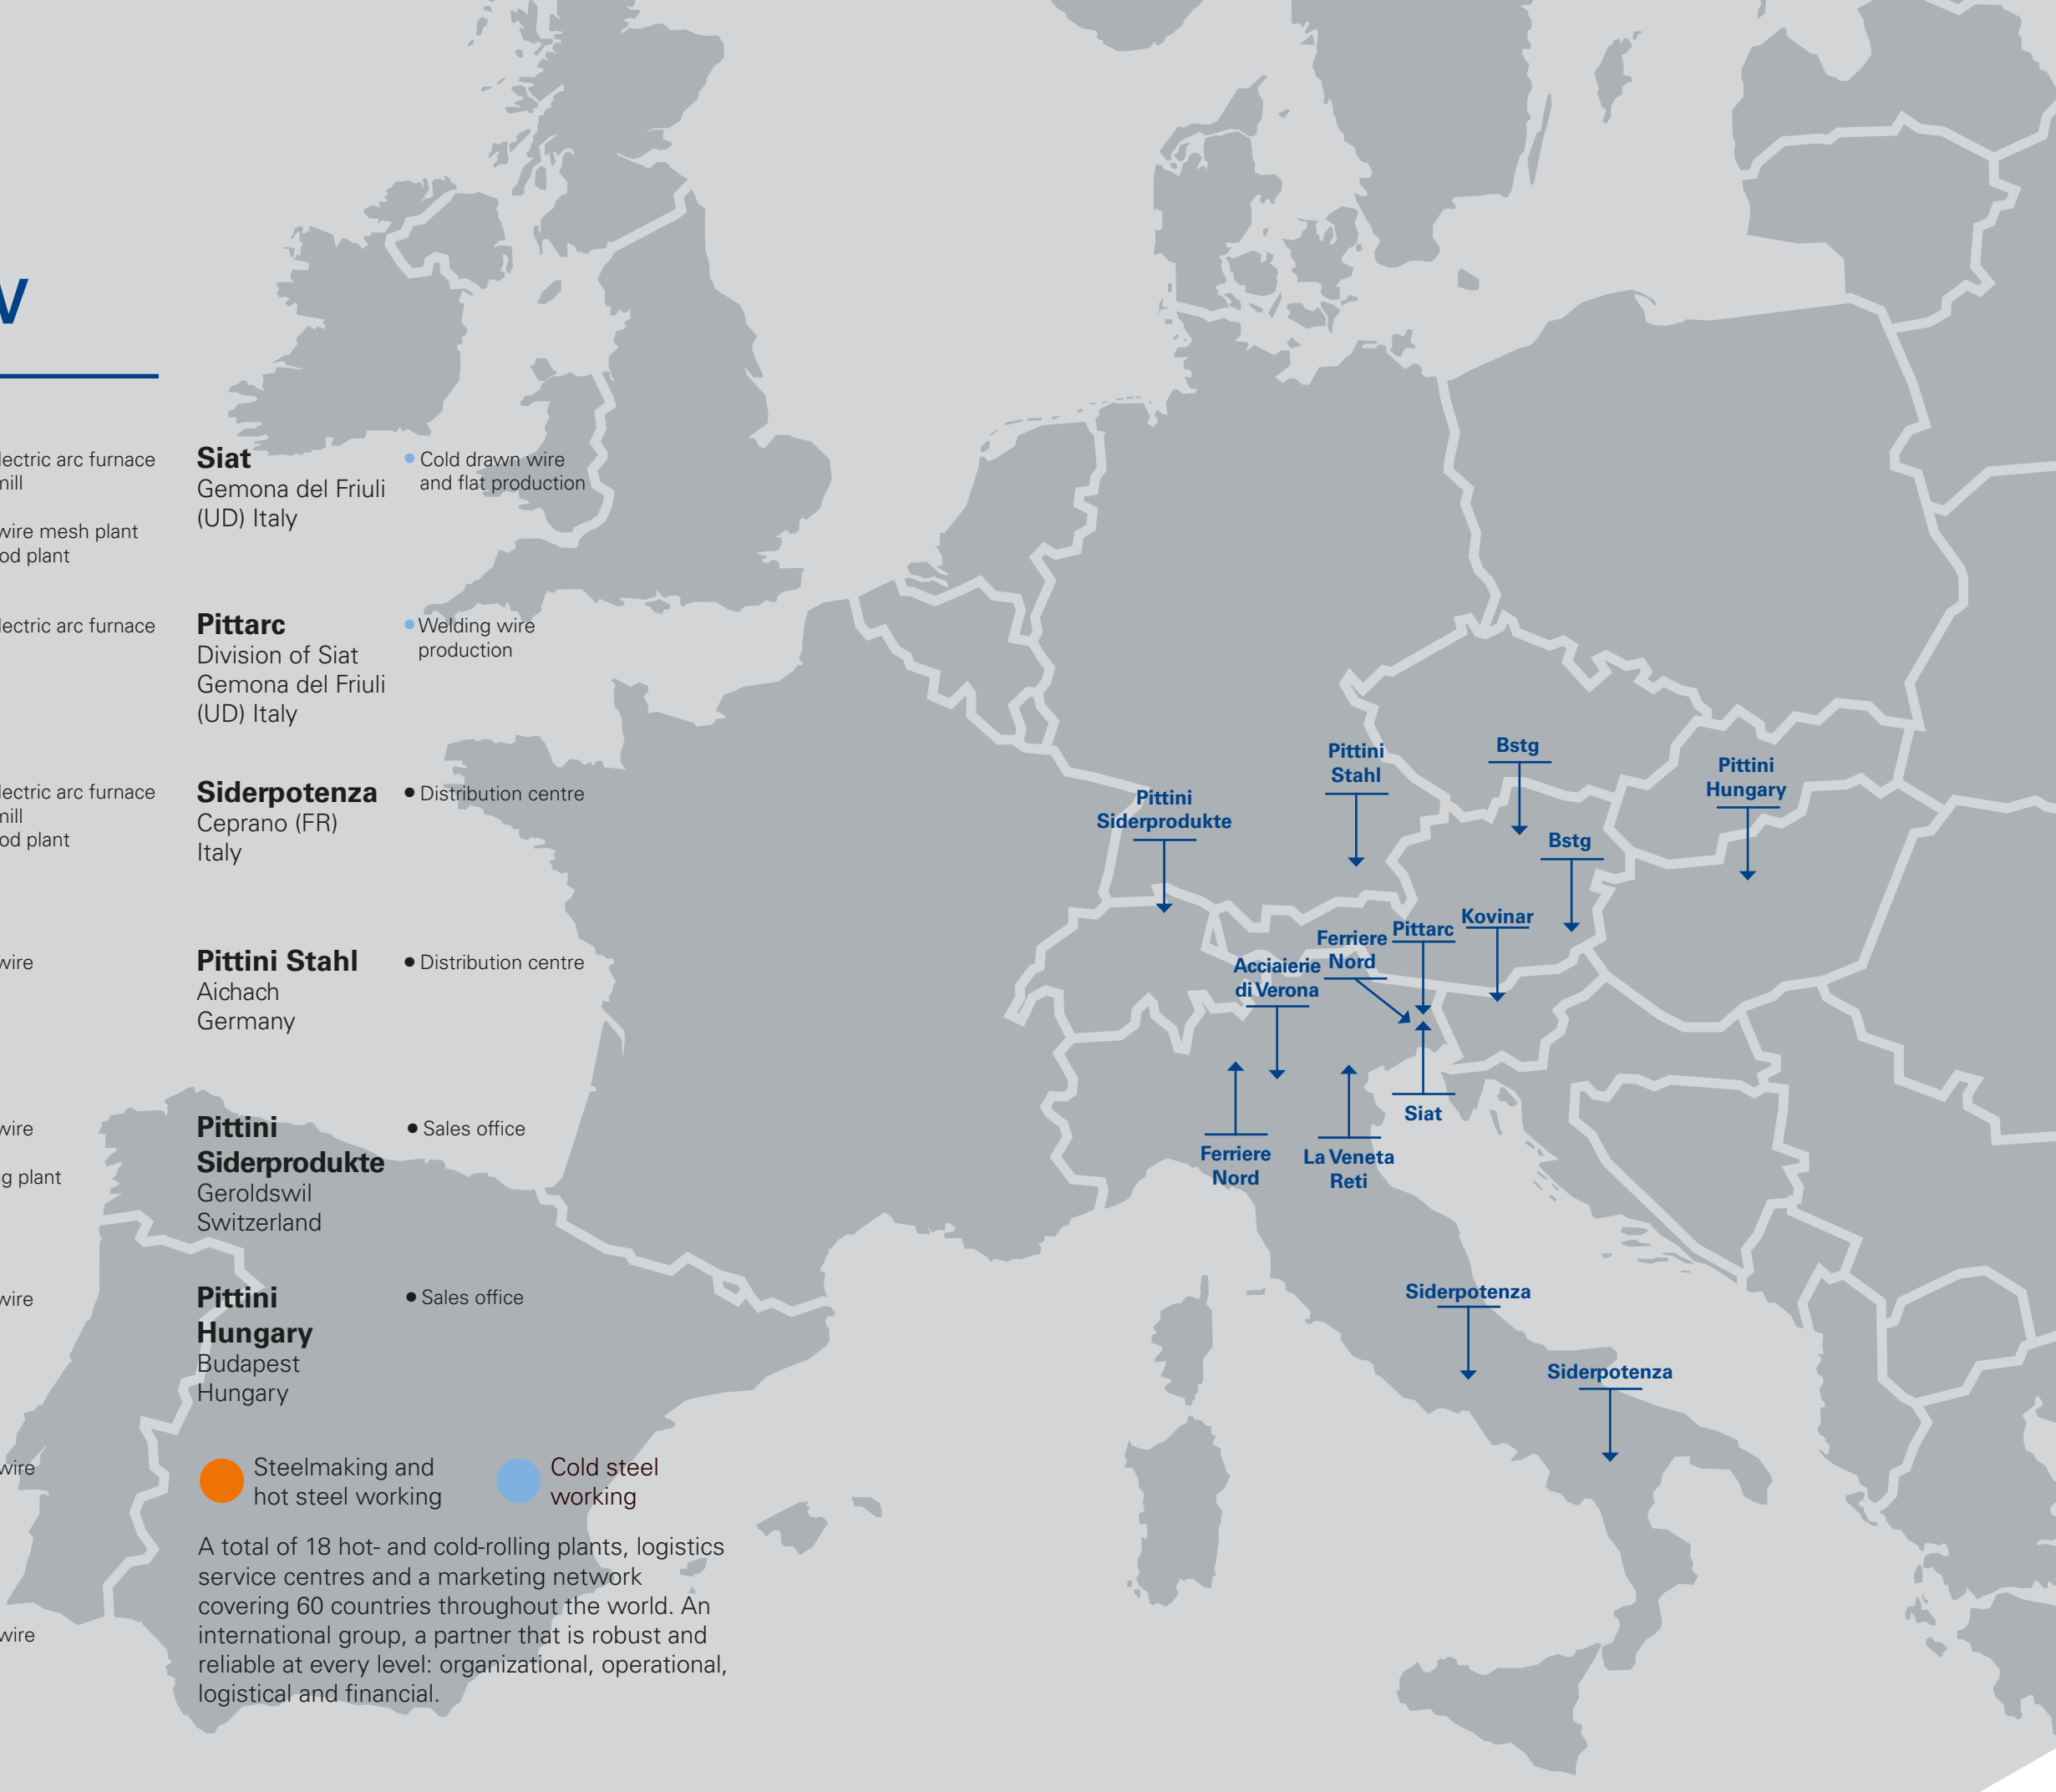 V
lectric arc furnace
mill
wire mesh plant
od plant
lectric arc furnace
lectric arc furnace
mill
od plant
wire
wire
g plant
wire
wire
wire
Siat
Gemona del Friuli
(UD) Italy
Cold drawn wire
and flat production
Pittarc
Division of Siat
Gemona del Friuli
(UD) Italy
Welding wire
production
Siderpotenza
Ceprano (FR)
Italy
Distribution centre
Pittini Stahl
Aichach
Germany
Distribution centre
Pittini
Siderprodukte
Geroldswil
Switzerland
Sales office
Pittini
Hungary
Budapest
Hungary
Sales office
Steelmaking and
hot steel working
Cold steel
working
A total of 18 hot- and cold-rolling plants, logistics
service centres and a marketing network
covering 60 countries throughout the world. An
international group, a partner that is robust and
reliable at every level: organizational, operational,
logistical and financial.
Pittini
Siderprodukte
Pittini
Stahl
Bstg
Pittini
Hungary
Bstg
Kovinar
Pittarc
Ferriere
Nord
Acciaierie
di Verona
Siat
Ferriere
Nord
La Veneta
Reti
Siderpotenza
Siderpotenza